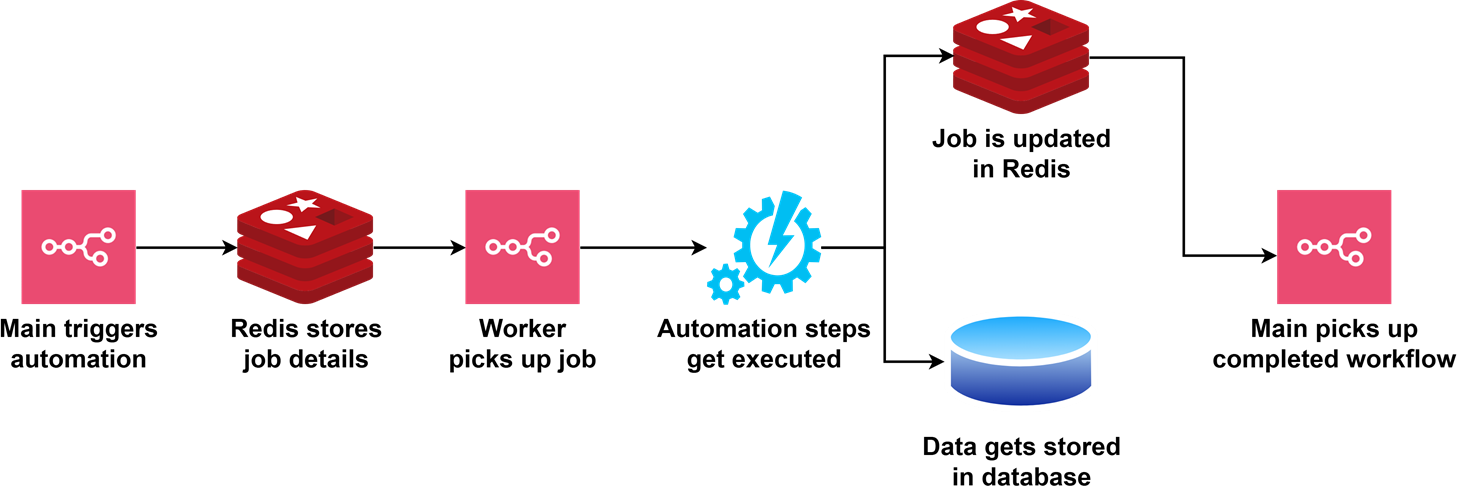 Main triggers
automation
Redis stores
job details
Worker
picks up job
Automation steps
get executed
Job is updated
in Redis
Data gets stored
in database
Main picks up
completed workflow